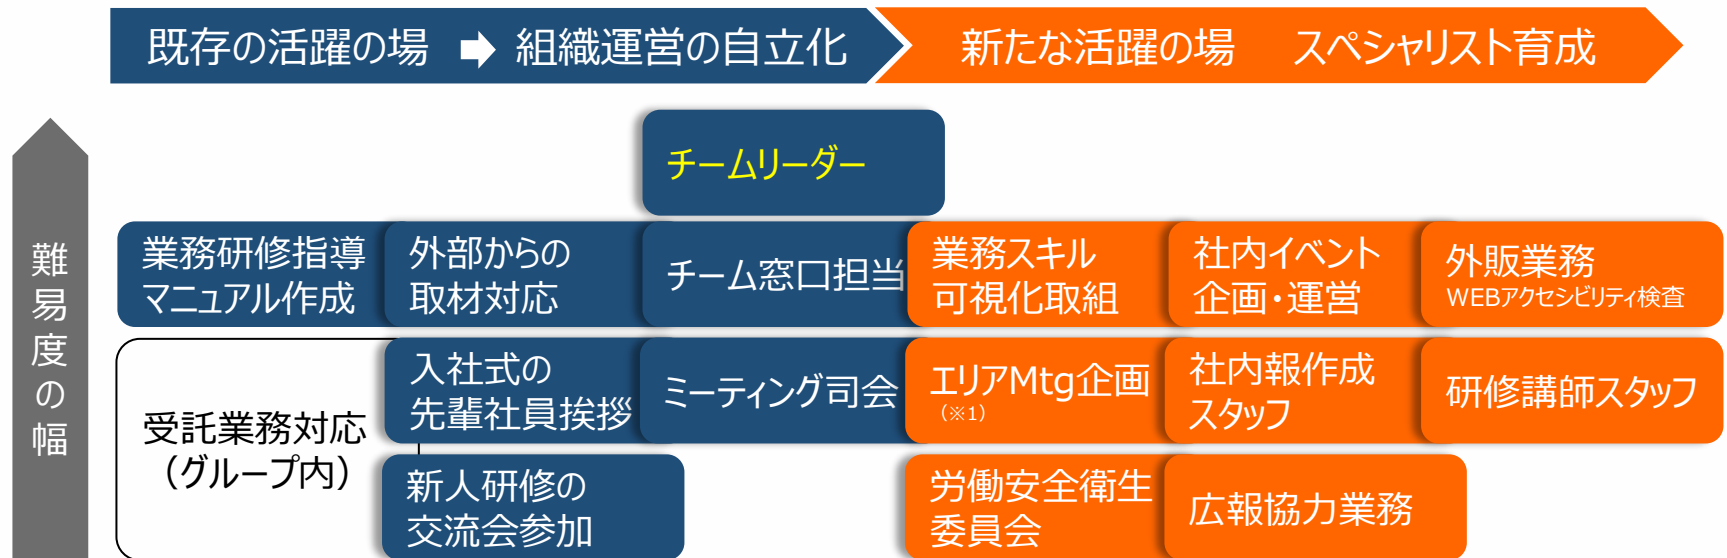 既存の活躍の場 ➡ 組織運営の自立化
新たな活躍の場 スペシャリスト育成
難易度の幅
チームリーダー
業務研修指導
マニュアル作成
外部からの
取材対応
チーム窓口担当
業務スキル
可視化取組
社内イベント
企画・運営
外販業務
WEBアクセシビリティ検査
受託業務対応
（グループ内）
入社式の
先輩社員挨拶
ミーティング司会
エリアMtg企画
（※1）
社内報作成
スタッフ
研修講師スタッフ
新人研修の
交流会参加
労働安全衛生
委員会
広報協力業務